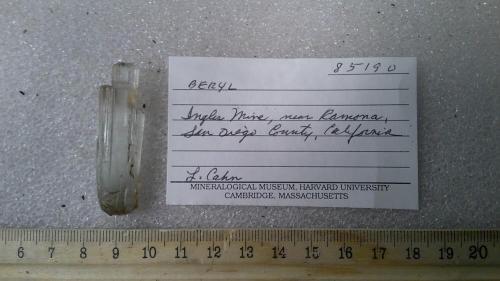 85190
BERYL
Ingles Mine, near Ramona,
San Diego County, California
L. Cahn
MINERALOGICAL MUSEUM, HARVARD UNIVERSITY
CAMBRIDGE, MASSACHUSETTS
6 7 8 9 10 11 12 13 14 15 16 17 18 19 20